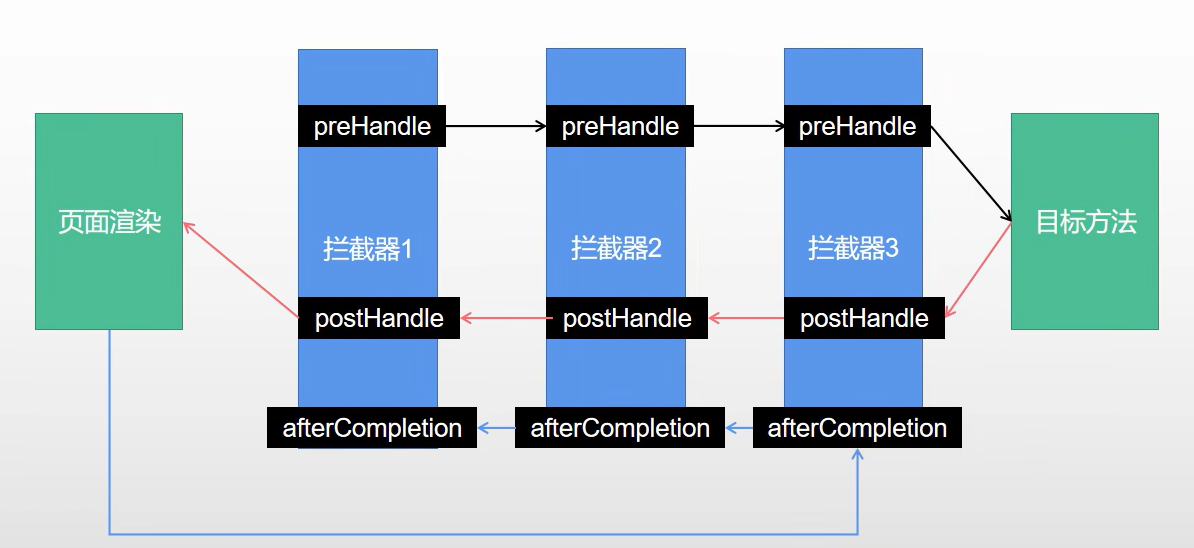 preHandle
preHandle
preHandle
页面渲染
拦截器1
拦截器2
拦截器3
目标方法
postHandle
postHandle
postHandle
afterCompletion
afterCompletion
afterCompletion